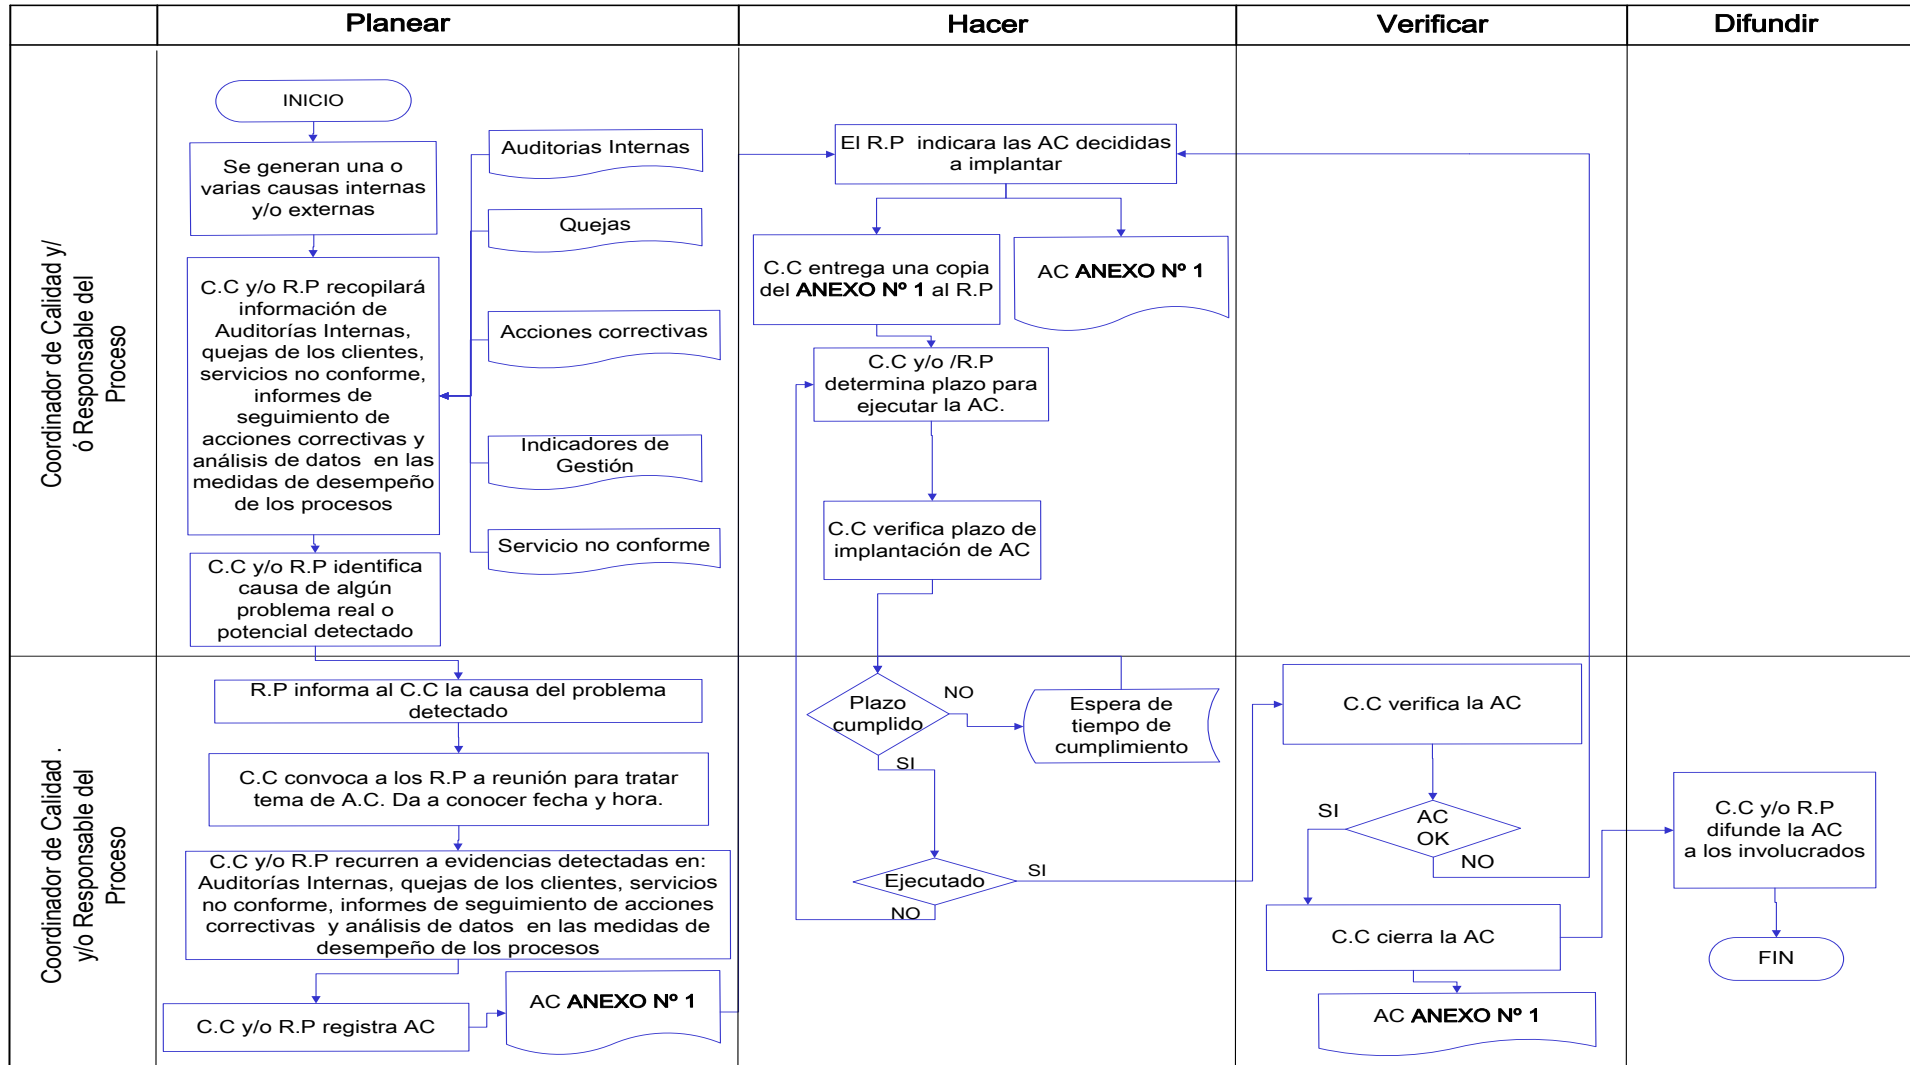 Planear
Hacer
Verificar
Difundir
Coordinador de Calidad y/
ó Responsable del
Proceso
INICIO
Se generan una o
varias causas internas
y/o externas
C.C y/o R.P recopilará
información de
Auditorías Internas,
quejas de los clientes,
servicios no conforme,
informes de
seguimiento de
acciones correctivas y
análisis de datos en las
medidas de desempeño
de los procesos
C.C y/o R.P identifica
causa de algún
problema real o
potencial detectado
Auditorias Internas
Quejas
Acciones correctivas
Indicadores de
Gestión
Servicio no conforme
El R.P indicara las AC decididas
a implantar
C.C entrega una copia
del ANEXO Nº 1 al R.P
AC ANEXO Nº 1
C.C y/o /R.P
determina plazo para
ejecutar la AC.
C.C verifica plazo de
implantación de AC
Coordinador de Calidad .
y/o Responsable del
Proceso
R.P informa al C.C la causa del problema
detectado
C.C convoca a los R.P a reunión para tratar
tema de A.C. Da a conocer fecha y hora.
C.C y/o R.P recurren a evidencias detectadas en:
Auditorías Internas, quejas de los clientes, servicios
no conforme, informes de seguimiento de acciones
correctivas y análisis de datos en las medidas de
desempeño de los procesos
C.C y/o R.P registra AC
AC ANEXO Nº 1
Plazo
cumplido
NO
Espera de
tiempo de
cumplimiento
SI
Ejecutado
SI
NO
C.C verifica la AC
AC
OK
SI
NO
C.C cierra la AC
AC ANEXO Nº 1
C.C y/o R.P
difunde la AC
a los involucrados
FIN